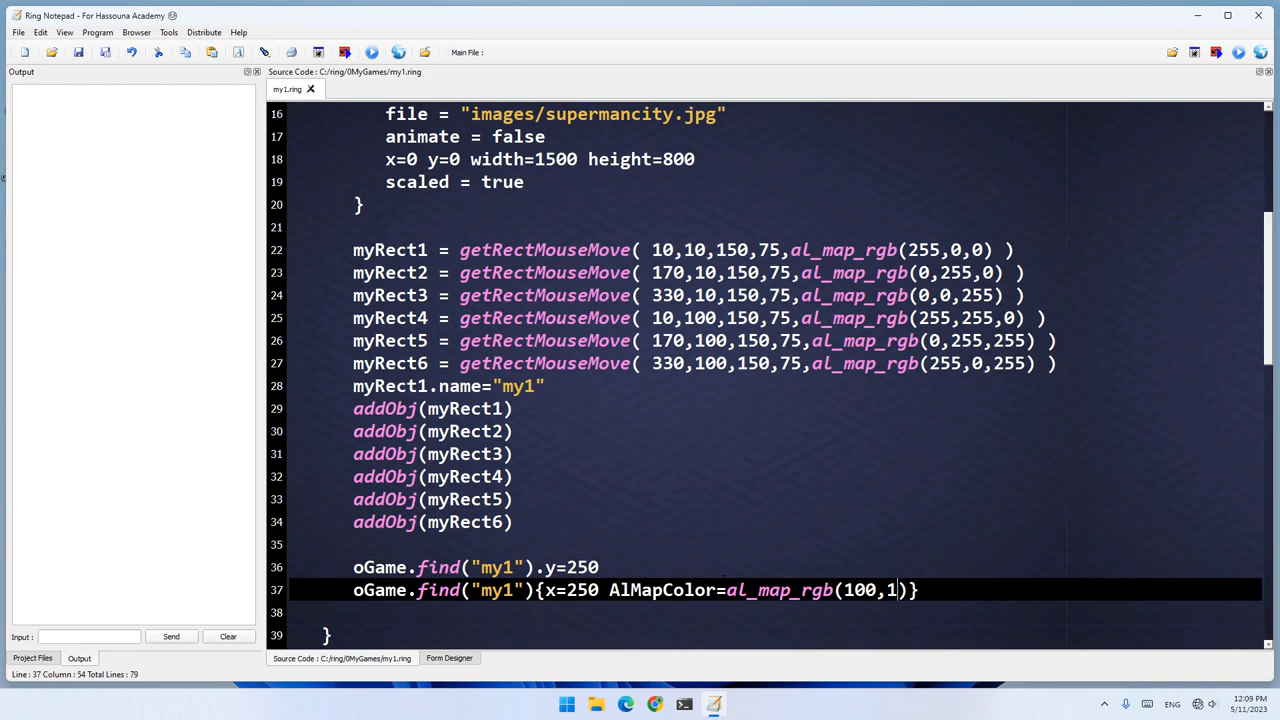 Ring Notepad - For Hassouna Academy
File Edit View Program Browser Tools Distribute Help
Main File :
Output
Source Code : C:/ring/0MyGames/my1.ring
my1.ring
16 file = "images/supermancity.jpg"
17 animate = false
18 x=0 y=0 width=1500 height=800
19 scaled = true
20 }
21
22 myRect1 = getRectMouseMove( 10,10,150,75,al_map_rgb(255,0,0) )
23 myRect2 = getRectMouseMove( 170,10,150,75,al_map_rgb(0,255,0) )
24 myRect3 = getRectMouseMove( 330,10,150,75,al_map_rgb(0,0,255) )
25 myRect4 = getRectMouseMove( 10,100,150,75,al_map_rgb(255,255,0) )
26 myRect5 = getRectMouseMove( 170,100,150,75,al_map_rgb(0,255,255) )
27 myRect6 = getRectMouseMove( 330,100,150,75,al_map_rgb(255,0,255) )
28 myRect1.name="my1"
29 addObj(myRect1)
30 addObj(myRect2)
31 addObj(myRect3)
32 addObj(myRect4)
33 addObj(myRect5)
34 addObj(myRect6)
35
36 oGame.find("my1").y=250
37 oGame.find("my1"){x=250 AlMapColor=al_map_rgb(100,1)}
38
39 }
Input : Send Clear
Project Files Output
Source Code : C:/ring/0MyGames/my1.ring Form Designer
Line : 37 Column : 54 Total Lines : 79
ENG
12:09 PM
5/11/2023